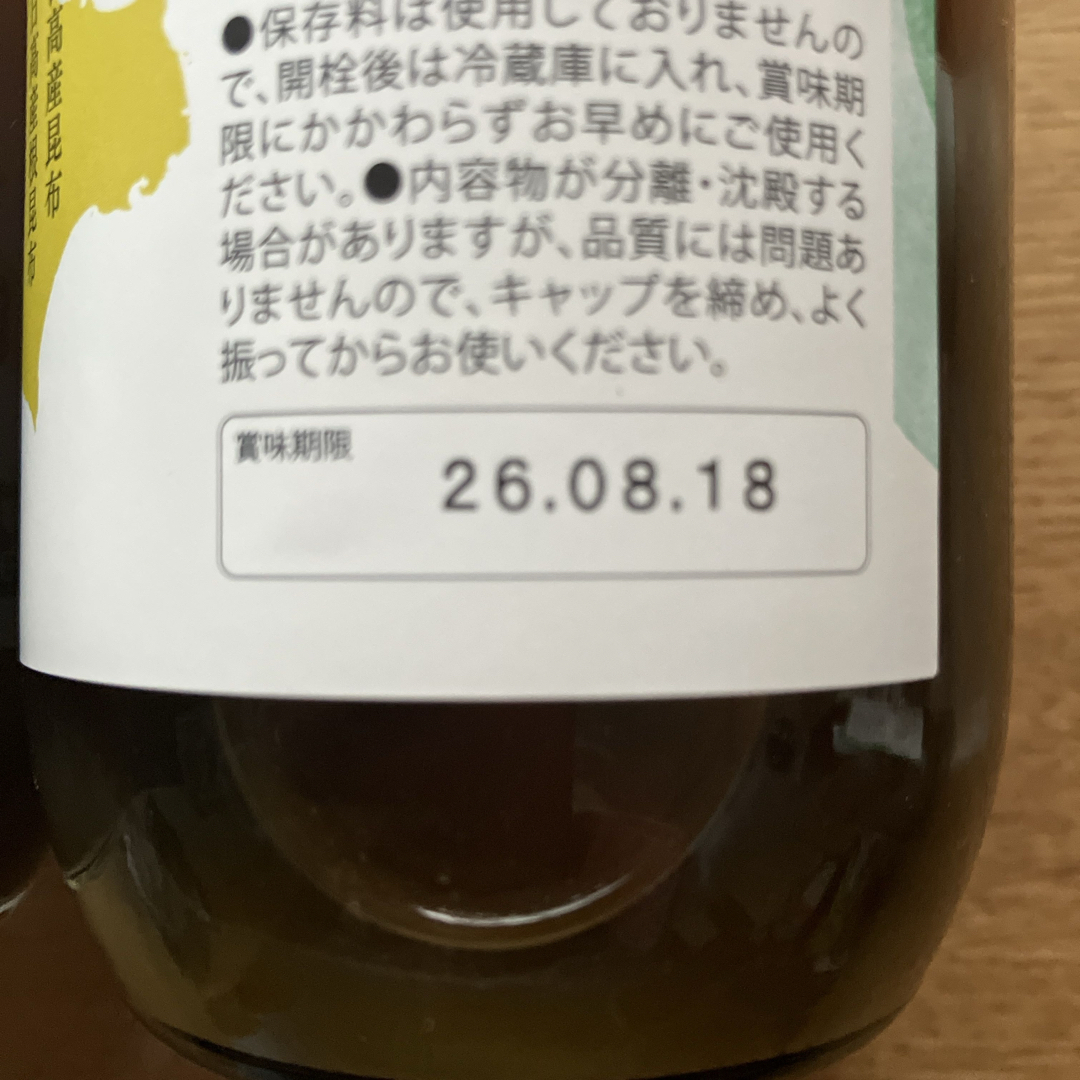 ●保存料は使用しておりませんの
で、開栓後は冷蔵庫に入れ、賞味期
限にかかわらずお早めにご使用く
ださい。●内容物が分離・沈殿する
場合がありますが、品質には問題あ
りませんので、キャップを締め、よく
振ってからお使いください。
賞味期限
26.08.18
高産昆布